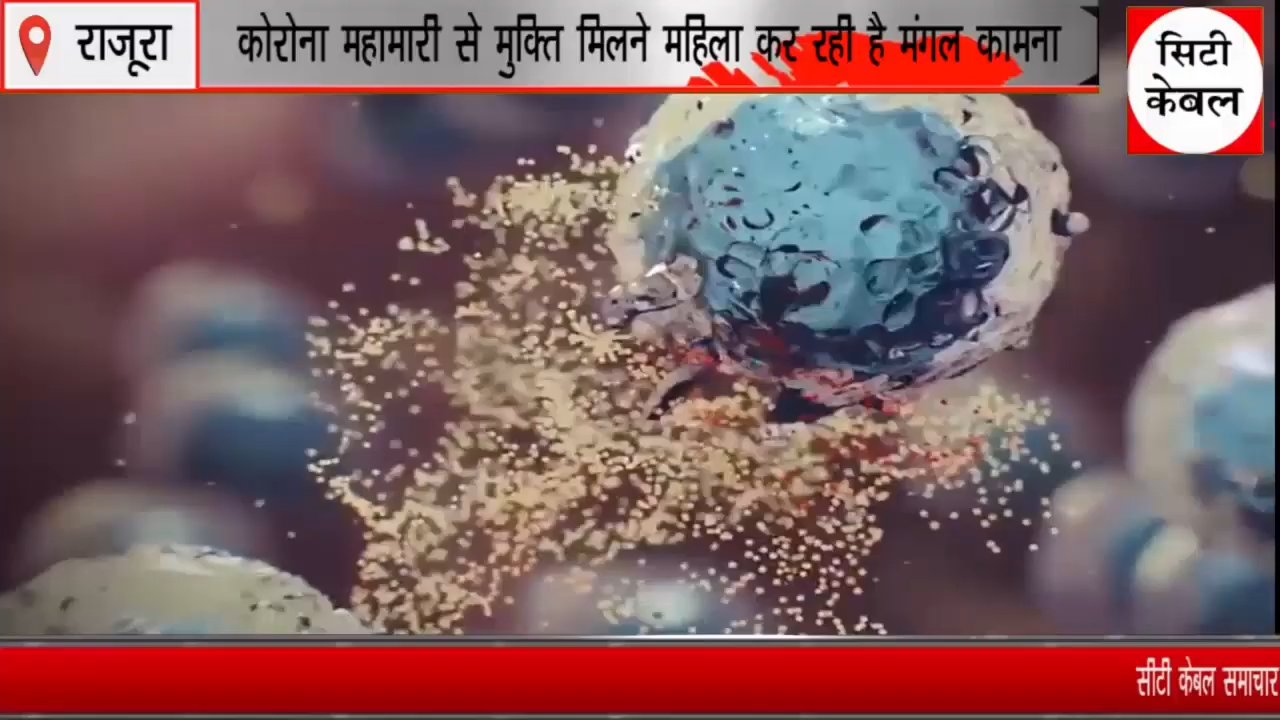 राजूरा
कोरोना महामारी से मुक्ति मिलने महिला कर रही है मंगल कामना
सिटी
केबल
सीटी केबल समाचार